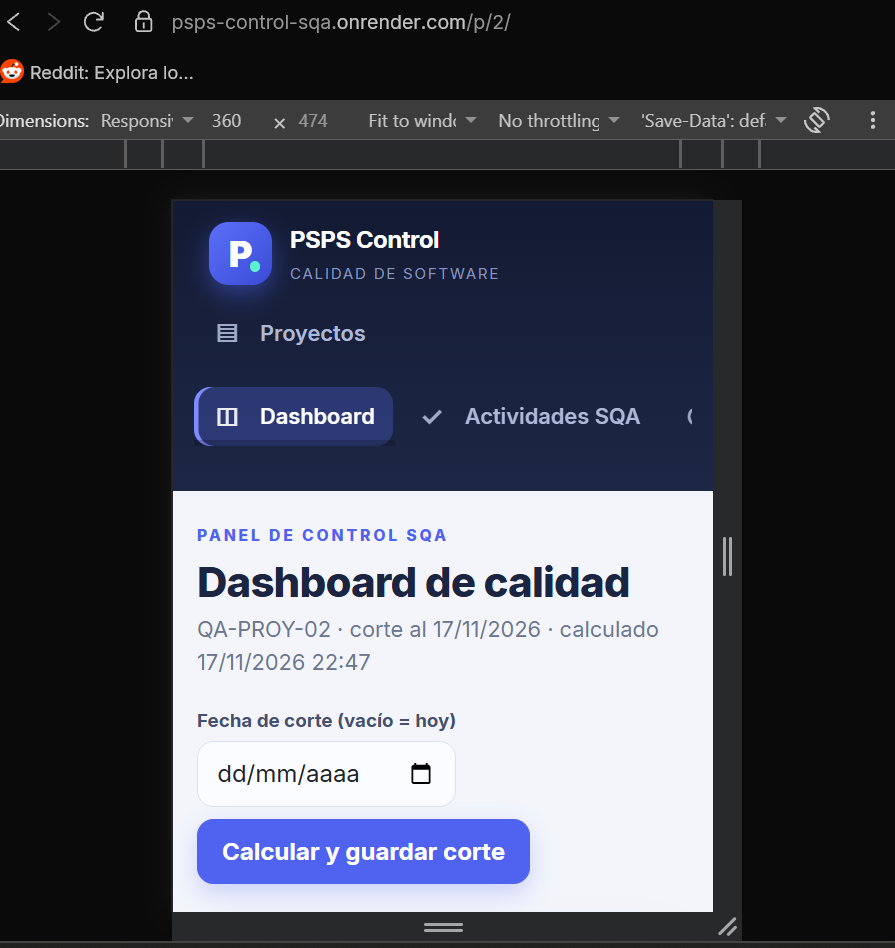 psps-control-sqa.onrender.com/p/2/
Reddit: Explora lo...
Dimensions: Responsi 360 × 474 Fit to wind No throttling 'Save-Data': def
P.
PSPS Control
CALIDAD DE SOFTWARE
Proyectos
Dashboard Actividades SQA
PANEL DE CONTROL SQA
Dashboard de calidad
QA-PROY-02 · corte al 17/11/2026 · calculado
17/11/2026 22:47
Fecha de corte (vacío = hoy)
dd/mm/aaaa
Calcular y guardar corte